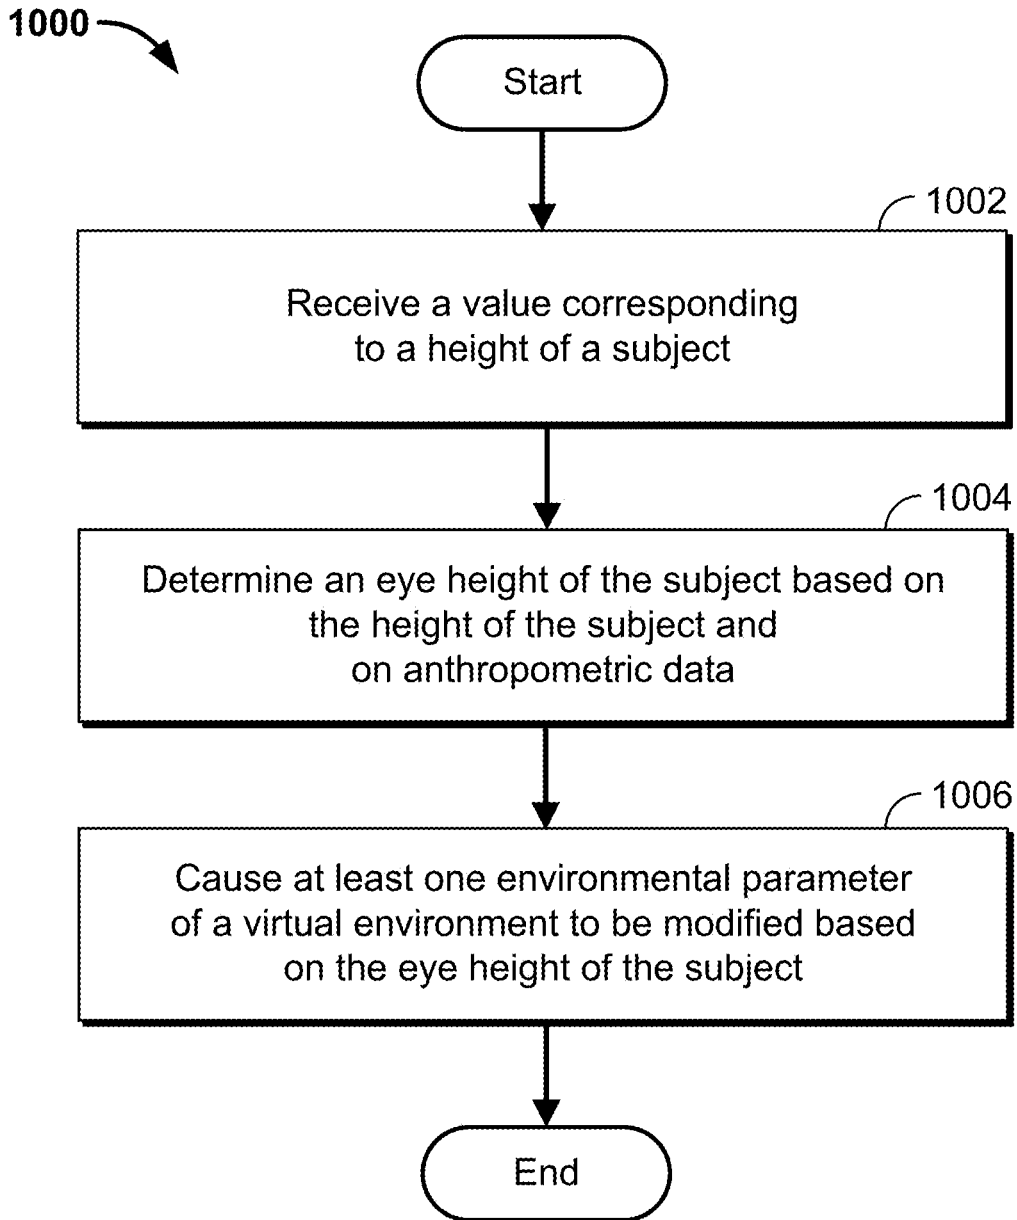 1000
Start
1002
Receive a value corresponding
to a height of a subject
1004
Determine an eye height of the subject based on
the height of the subject and
on anthropometric data
1006
Cause at least one environmental parameter
of a virtual environment to be modified based
on the eye height of the subject
End